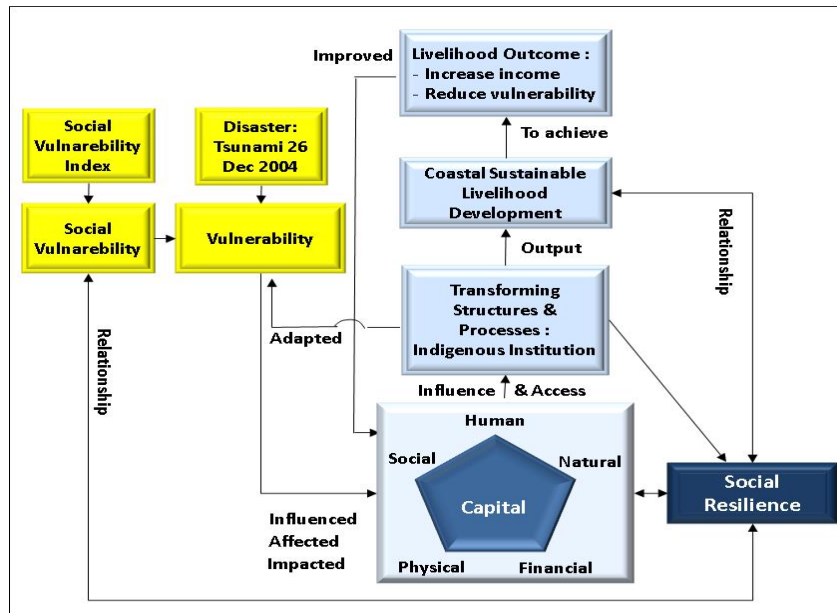 Improved
Livelihood Outcome :
- Increase income
- Reduce vulnerability
Social
Vulnarebility
Index
Disaster:
Tsunami 26
Dec 2004
To achieve
Coastal Sustainable
Livelihood
Development
Social
Vulnarebility
Vulnerability
Output
Relationship
Transforming
Structures &
Processes :
Indigenous Institution
Adapted
Relationship
Influence & Access
Human
Social
Natural
Capital
Physical
Financial
Influenced
Affected
Impacted
Social
Resilience